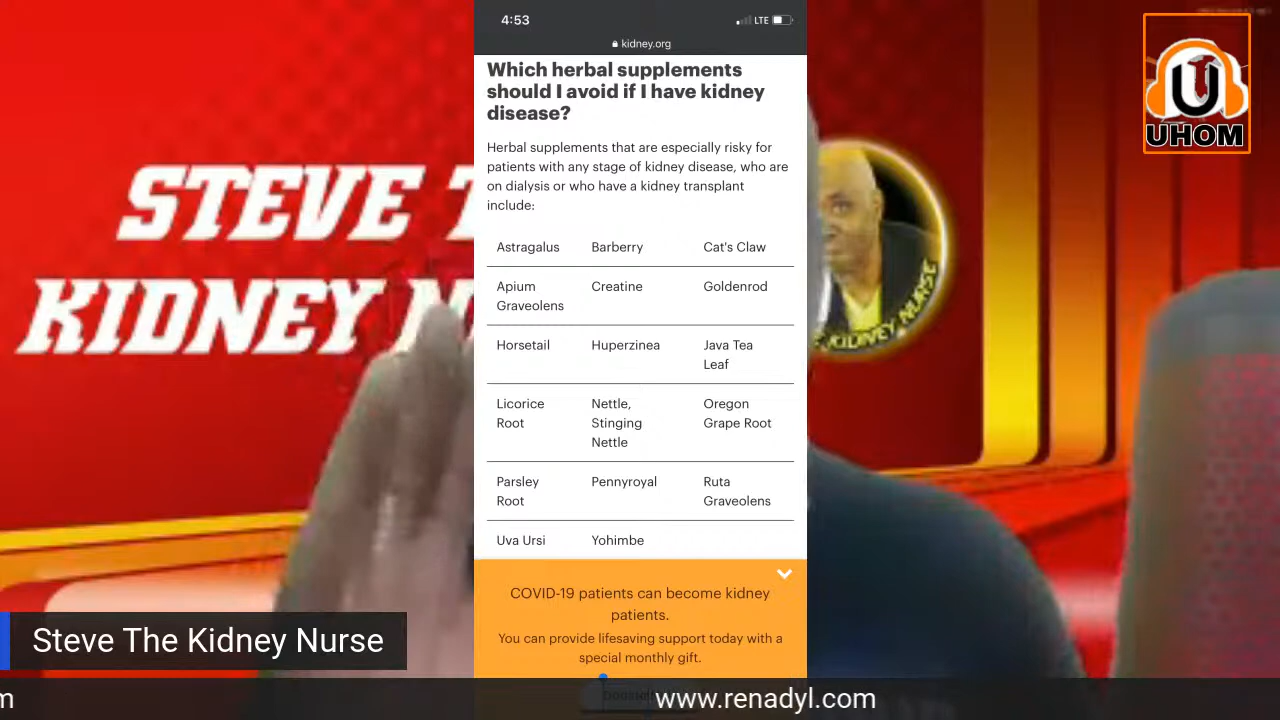 4:53
LTE
kidney.org
Which herbal supplements
should I avoid if I have kidney
disease?
Herbal supplements that are especially risky for
patients with any stage of kidney disease, who are
on dialysis or who have a kidney transplant
include:
Astragalus Barberry Cat's Claw
Apium Creatine Goldenrod
Graveolens
Horsetail Huperzinea Java Tea
Leaf
Licorice Nettle, Oregon
Root Stinging Grape Root
Nettle
Parsley Pennyroyal Ruta
Root Graveolens
Uva Ursi Yohimbe
COVID-19 patients can become kidney
patients.
You can provide lifesaving support today with a
special monthly gift.
STEVE T
KIDNEY N
KIDNEY NURSE
U
UHOM
Steve The Kidney Nurse
m
www.renadyl.com